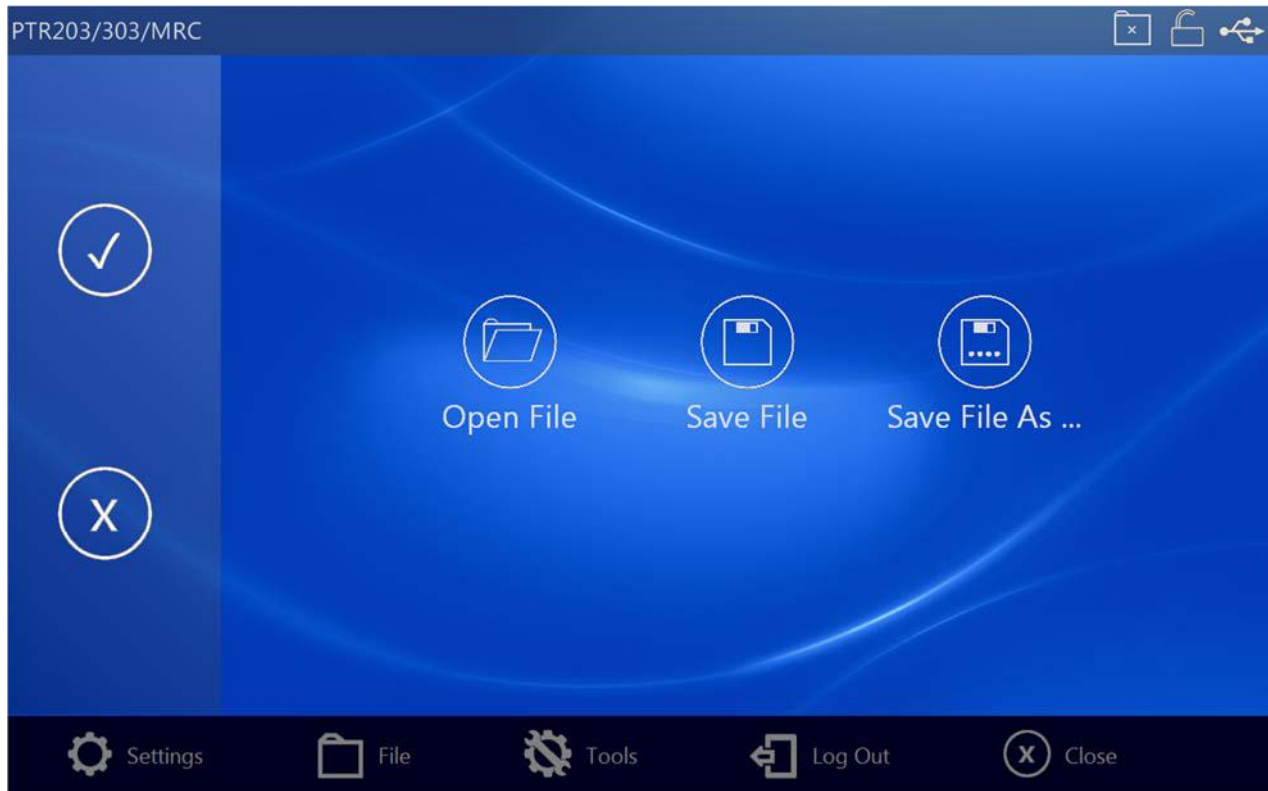 PTR203/303/MRC
Open File
Save File
Save File As ...
Settings
File
Tools
Log Out
X Close